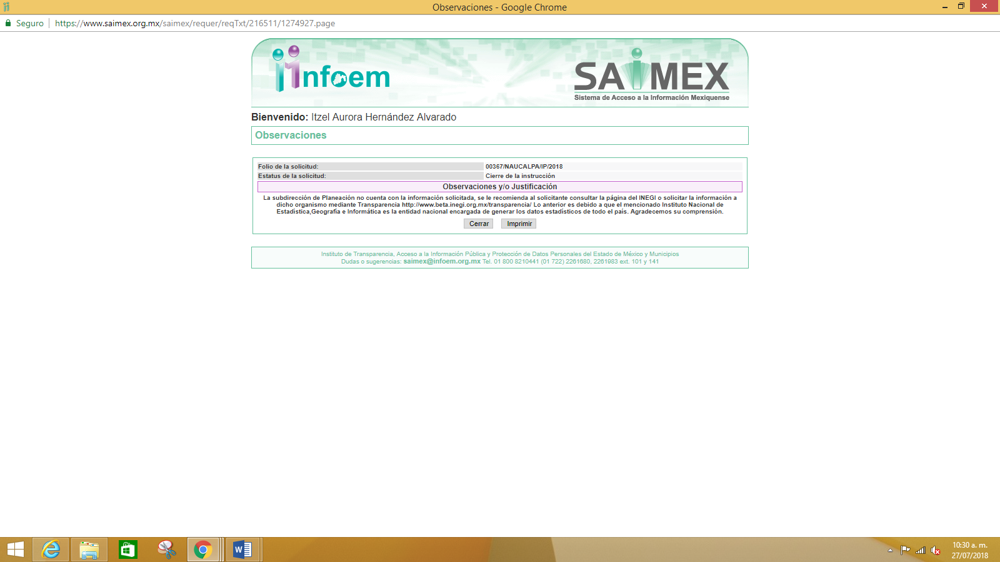 Observaciones - Google Chrome
Seguro https://www.saimex.org.mx/saimex/requer/reqTxt/216511/1274927.page
infoem
SAIMEX
Sistema de Acceso a la Información Mexiquense
Bienvenido: Itzel Aurora Hernández Alvarado
Observaciones
Folio de la solicitud: 00367/NAUCALPA/IP/2018
Estatus de la solicitud: Cierre de la instrucción
Observaciones y/o Justificación
La subdirección de Planeación no cuenta con la información solicitada, se le recomienda al solicitante consultar la página del INEGI o solicitar la información a
dicho organismo mediante Transparencia http://www.beta.inegi.org.mx/transparencia/ Lo anterior es debido a que el mencionado Instituto Nacional de
Estadística,Geografía e Informática es la entidad nacional encargada de generar los datos estadísticos de todo el país. Agradecemos su comprensión.
Cerrar Imprimir
Instituto de Transparencia, Acceso a la Información Pública y Protección de Datos Personales del Estado de México y Municipios
Dudas o sugerencias: saimex@infoem.org.mx Tel. 01 800 8210441 (01 722) 2261680, 2261983 ext. 101 y 141
10:30 a. m.
27/07/2018